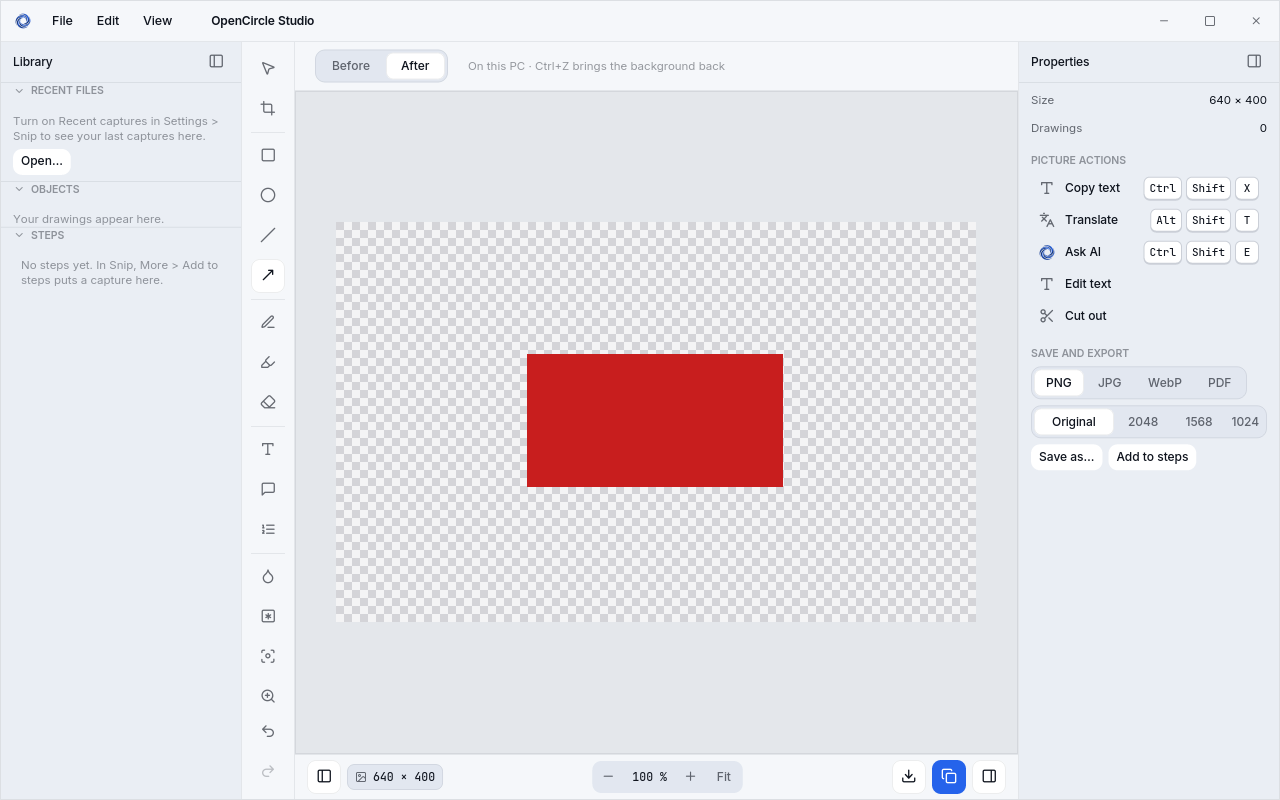 File Edit View OpenCircle Studio
Library
RECENT FILES
Turn on Recent captures in Settings >
Snip to see your last captures here.
Open...
OBJECTS
Your drawings appear here.
STEPS
No steps yet. In Snip, More > Add to
steps puts a capture here.
Before After On this PC · Ctrl+Z brings the background back
640 × 400
100 % Fit
Properties
Size 640 × 400
Drawings 0
PICTURE ACTIONS
Copy text Ctrl Shift X
Translate Alt Shift T
Ask AI Ctrl Shift E
Edit text
Cut out
SAVE AND EXPORT
PNG JPG WebP PDF
Original 2048 1568 1024
Save as... Add to steps